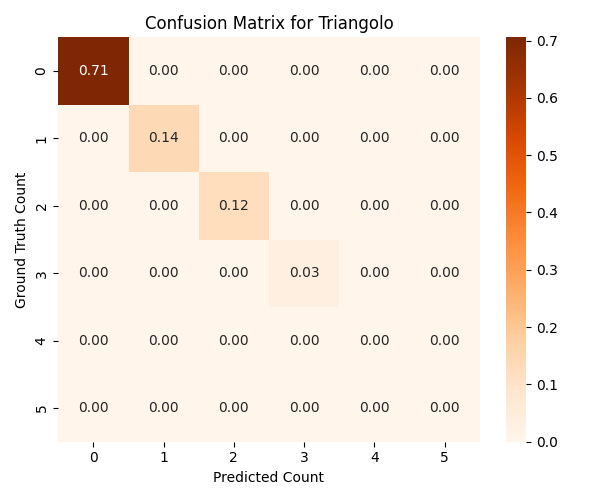 Confusion Matrix for Triangolo
0 0.71 0.00 0.00 0.00 0.00 0.00
1 0.00 0.14 0.00 0.00 0.00 0.00
2 0.00 0.00 0.12 0.00 0.00 0.00
3 0.00 0.00 0.00 0.03 0.00 0.00
4 0.00 0.00 0.00 0.00 0.00 0.00
5 0.00 0.00 0.00 0.00 0.00 0.00
0 1 2 3 4 5
Predicted Count
Ground Truth Count
0.7
0.6
0.5
0.4
0.3
0.2
0.1
0.0